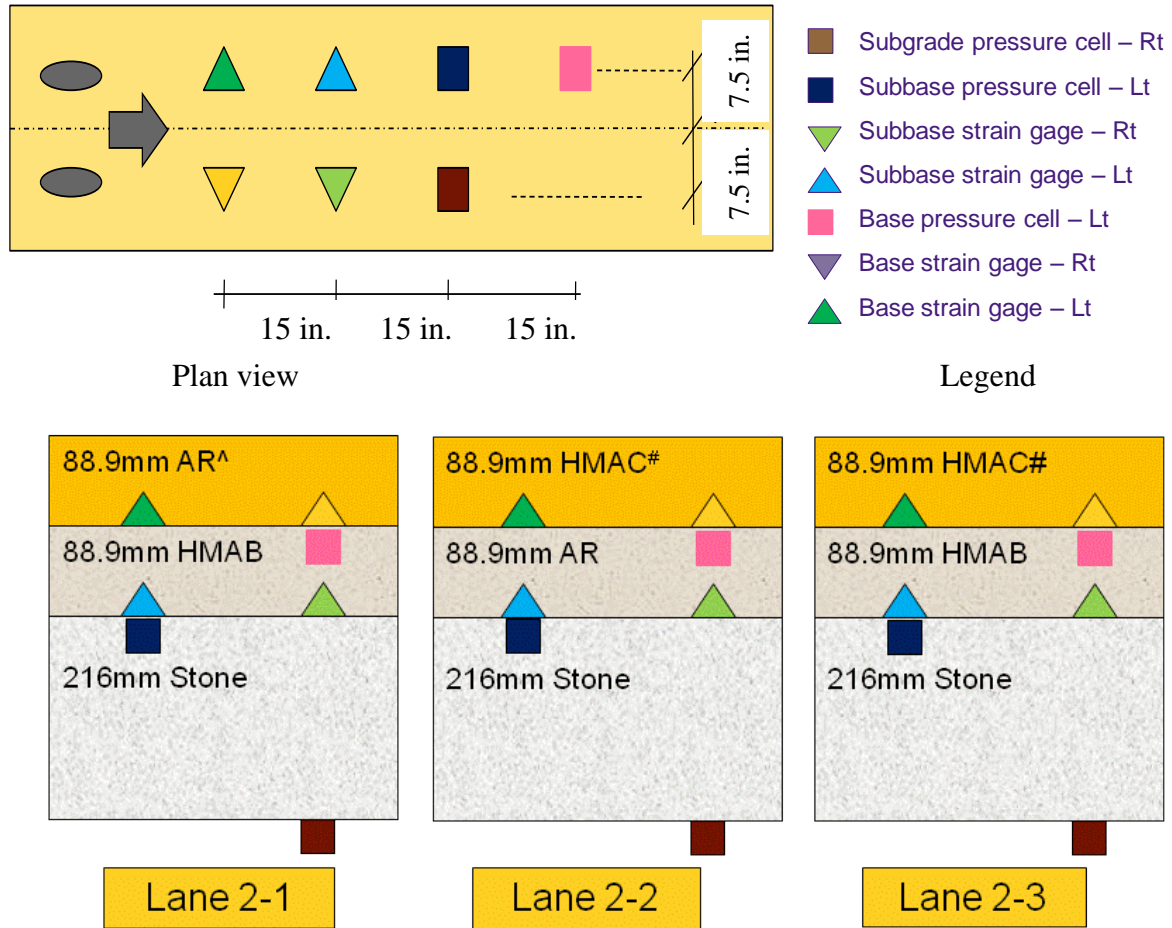 7.5 in.
7.5 in.
15 in.
15 in.
15 in.
Plan view
Subgrade pressure cell – Rt
Subbase pressure cell – Lt
Subbase strain gage – Rt
Subbase strain gage – Lt
Base pressure cell – Lt
Base strain gage – Rt
Base strain gage – Lt
Legend
88.9mm AR^
88.9mm HMAB
216mm Stone
Lane 2-1
88.9mm HMAC#
88.9mm AR
216mm Stone
Lane 2-2
88.9mm HMAC#
88.9mm HMAB
216mm Stone
Lane 2-3